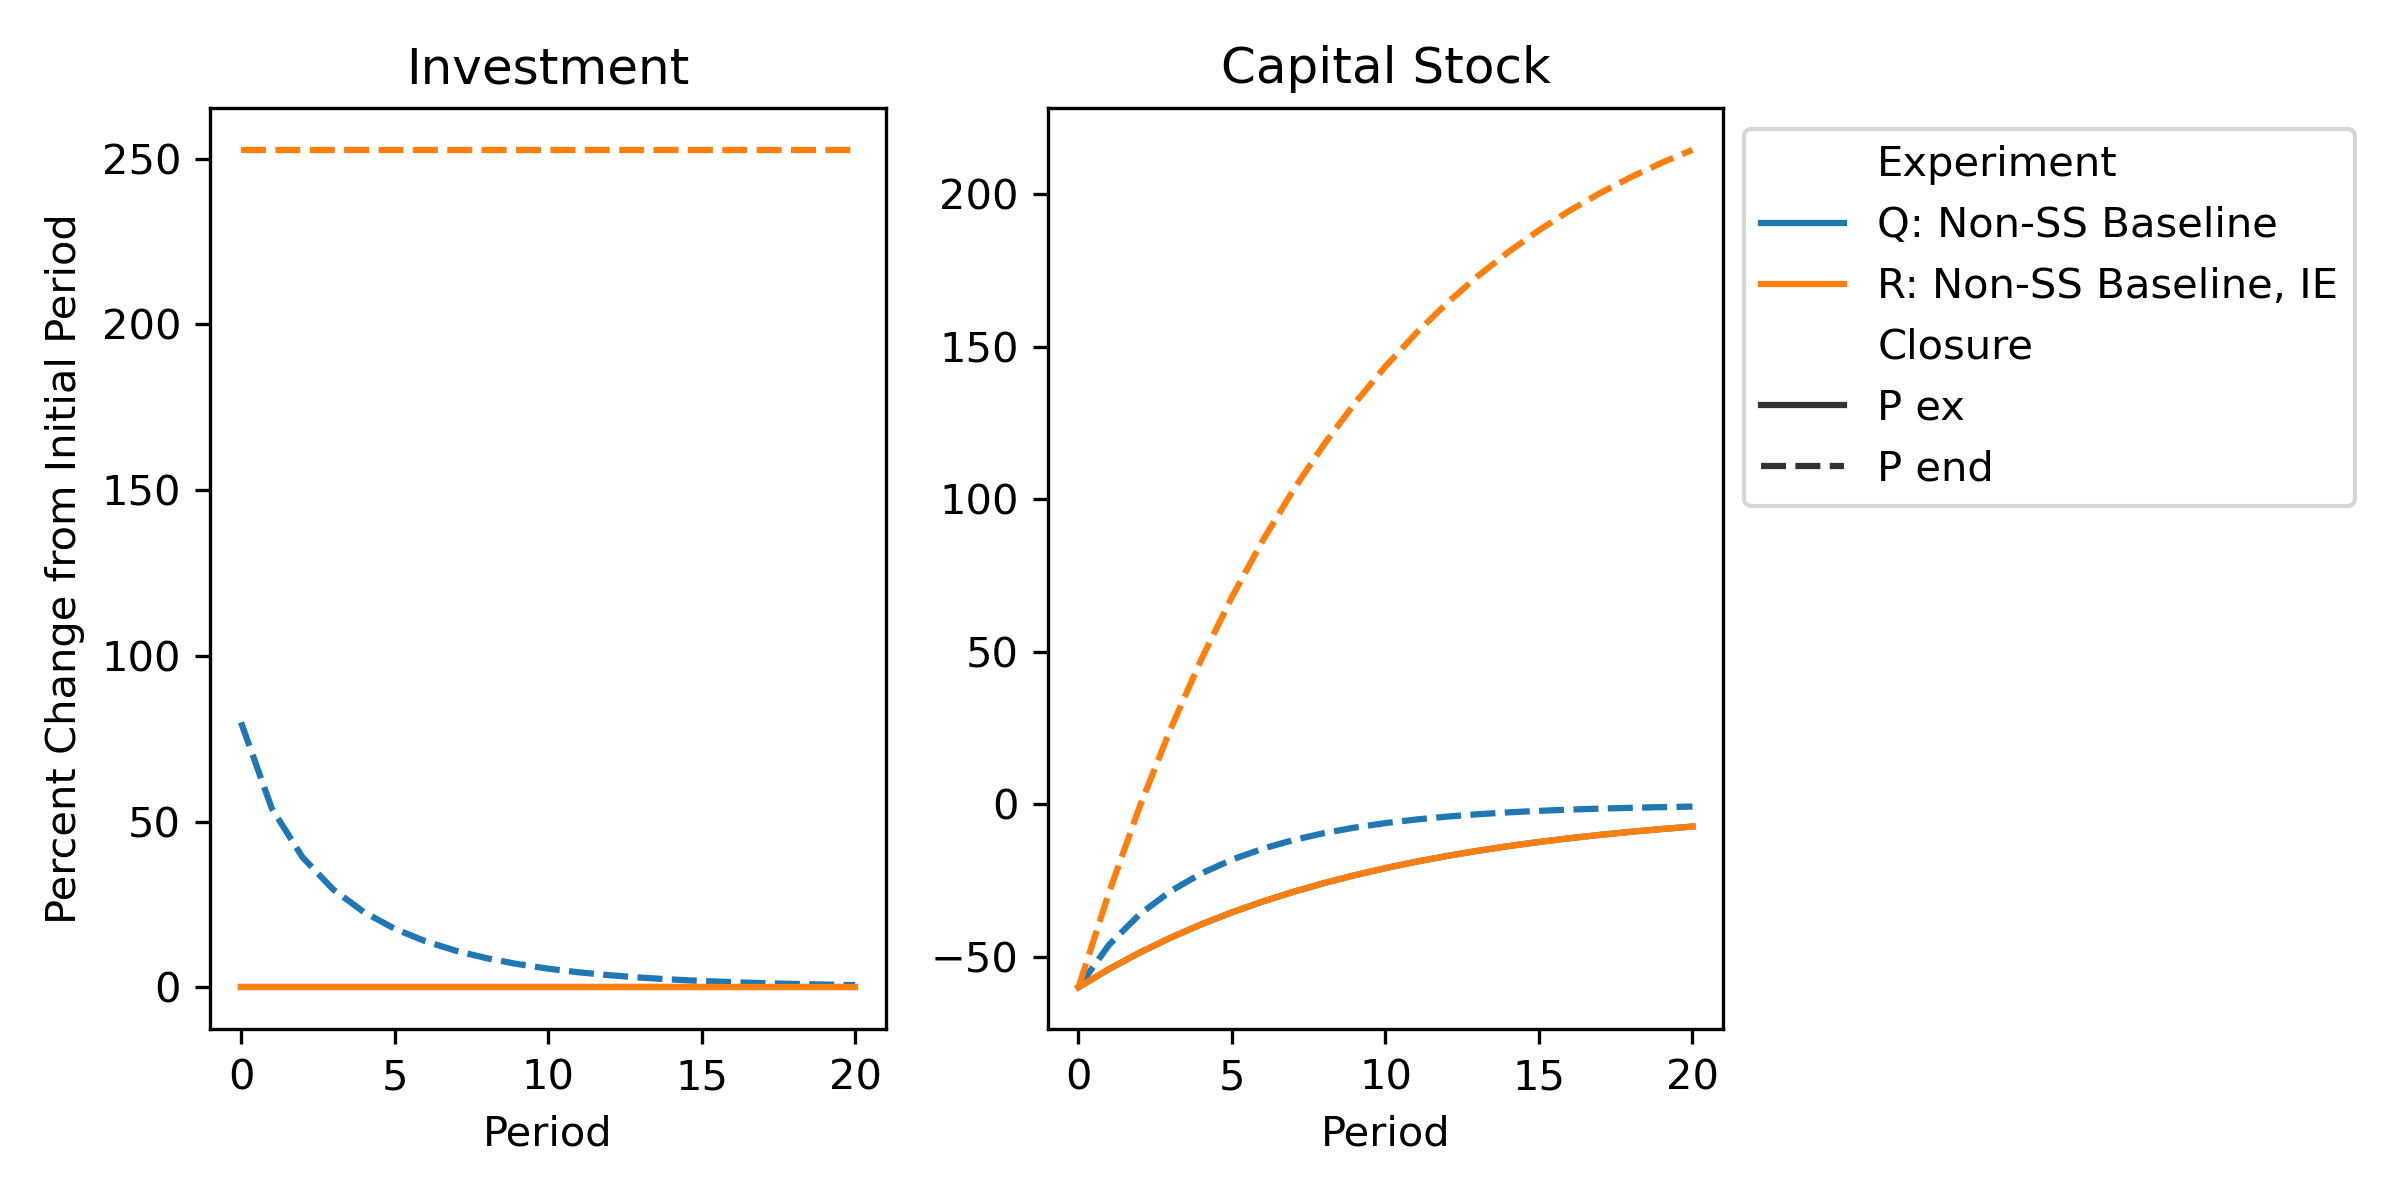 Investment
Percent Change from Initial Period
250
200
150
100
50
0
0 5 10 15 20
Period
Capital Stock
200
150
100
50
0
−50
0 5 10 15 20
Period
Experiment
Q: Non-SS Baseline
R: Non-SS Baseline, IE
Closure
P ex
P end